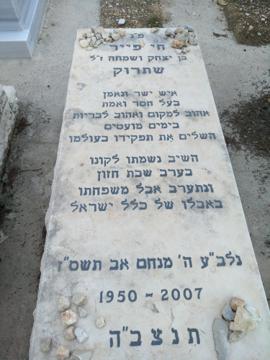 פ"נ
חי פייר
בן יצחק ושמחה ז"ל
שתרוק
איש ישר ונאמן
בעל חסד ואמת
אהוב למקום ואהוב לבריות
בימים מועטים
השלים את תפקידו בעולמו
השיב נשמתו לקונו
בערב שבת חזון
ונתערב אבל משפחתו
באבלו של כלל ישראל
נלב"ע ה' מנחם אב תשס"ז
1950 - 2007
תנצב"ה